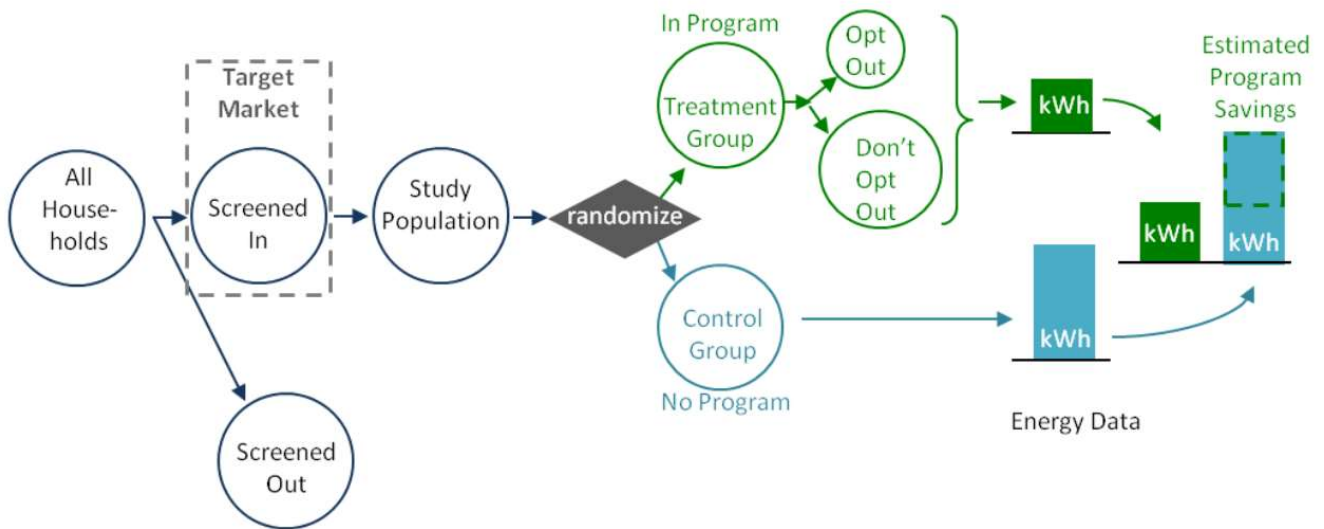 All
House-
holds
Target
Market
Screened
In
Screened
Out
Study
Population
randomize
In Program
Treatment
Group
Opt
Out
Don't
Opt
Out
Control
Group
No Program
kWh
kWh
Energy Data
Estimated
Program
Savings
kWh
kWh